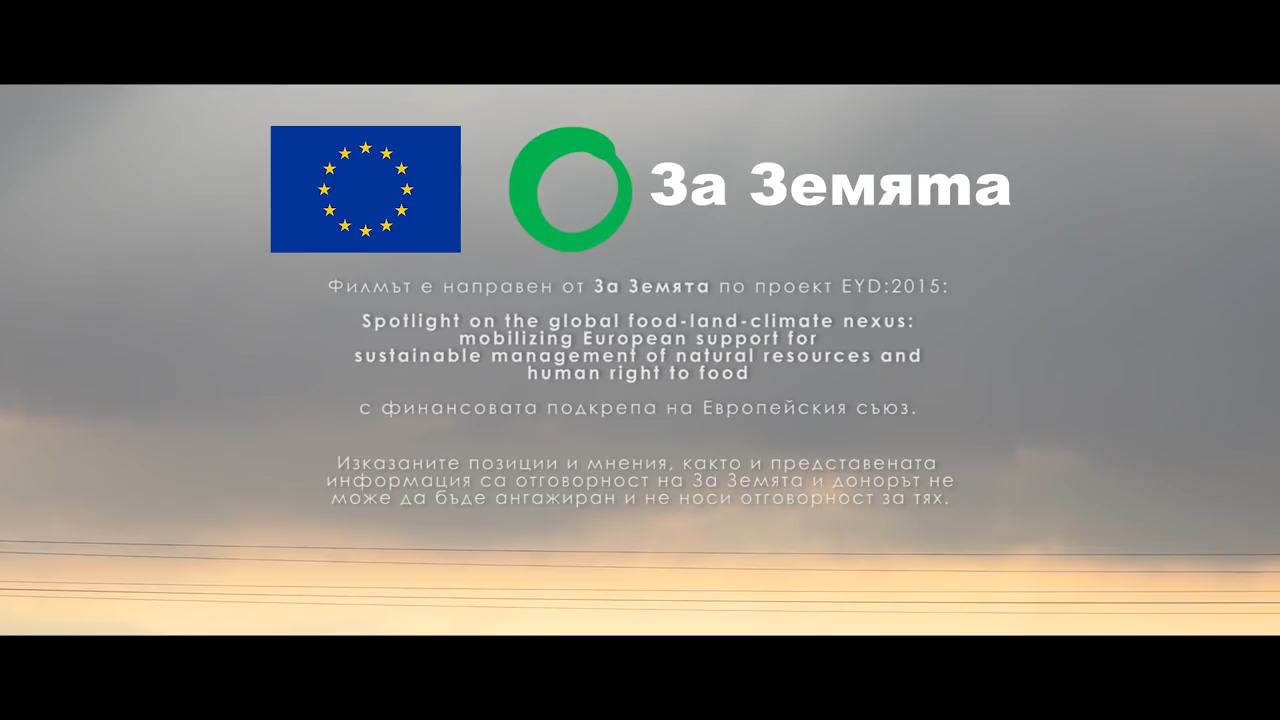 За Земята
Филмът е направен от За Земята по проект EYD:2015:
Spotlight on the global food-land-climate nexus:
mobilizing European support for
sustainable management of natural resources and
human right to food
с финансовата подкрепа на Европейския съюз.
Изказаните позиции и мнения, както и представената
информация са отговорност на За Земята и донорът не
може да бъде ангажиран и не носи отговорност за тях.